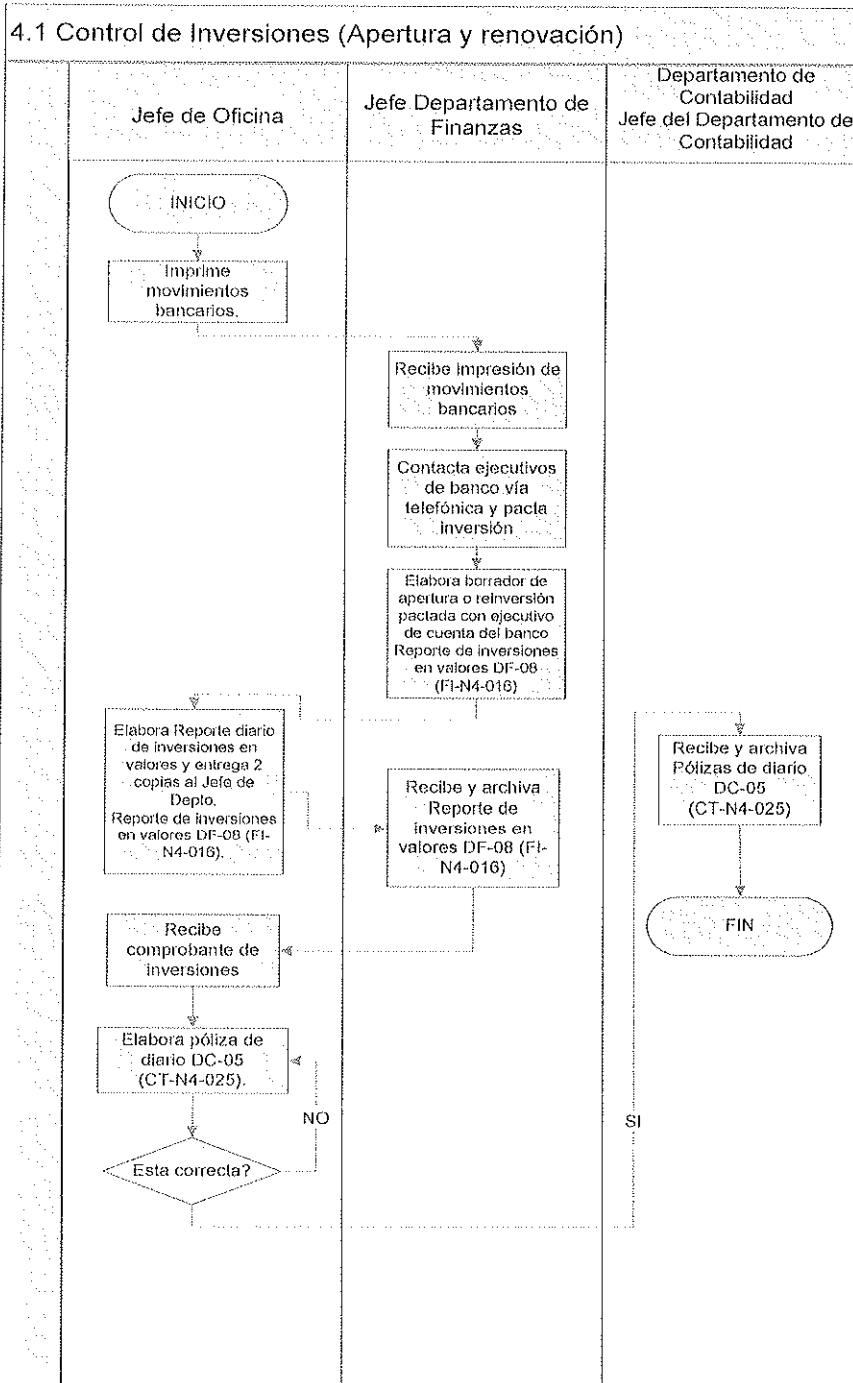 4.1 Control de Inversiones (Apertura y renovación)
Jefe de Oficina
Jefe Departamento de
Finanzas
Departamento de
Contabilidad
Jefe del Departamento de
Contabilidad
INICIO
Imprime
movimientos
bancarios.
Recibe impresión de
movimientos
bancarios
Contacta ejecutivos
de banco vía
telefónica y pacta
inversión
Elabora borrador de
apertura o reinversión
pactada con ejecutivo
de cuenta del banco
Reporte de inversiones
en valores DF-08
(FI-N4-016)
Elabora Reporte diario
de inversiones en
valores y entrega 2
copias al Jefe de
Depto.
Reporte de inversiones
en valores DF-08 (FI-
N4-016).
Recibe y archiva
Reporte de
inversiones en
valores DF-08 (FI-
N4-016)
Recibe y archiva
Pólizas de diario
DC-05
(CT-N4-025)
FIN
Recibe
comprobante de
inversiones
Elabora póliza de
diario DC-05
(CT-N4-025).
NO
SI
Esta correcta?